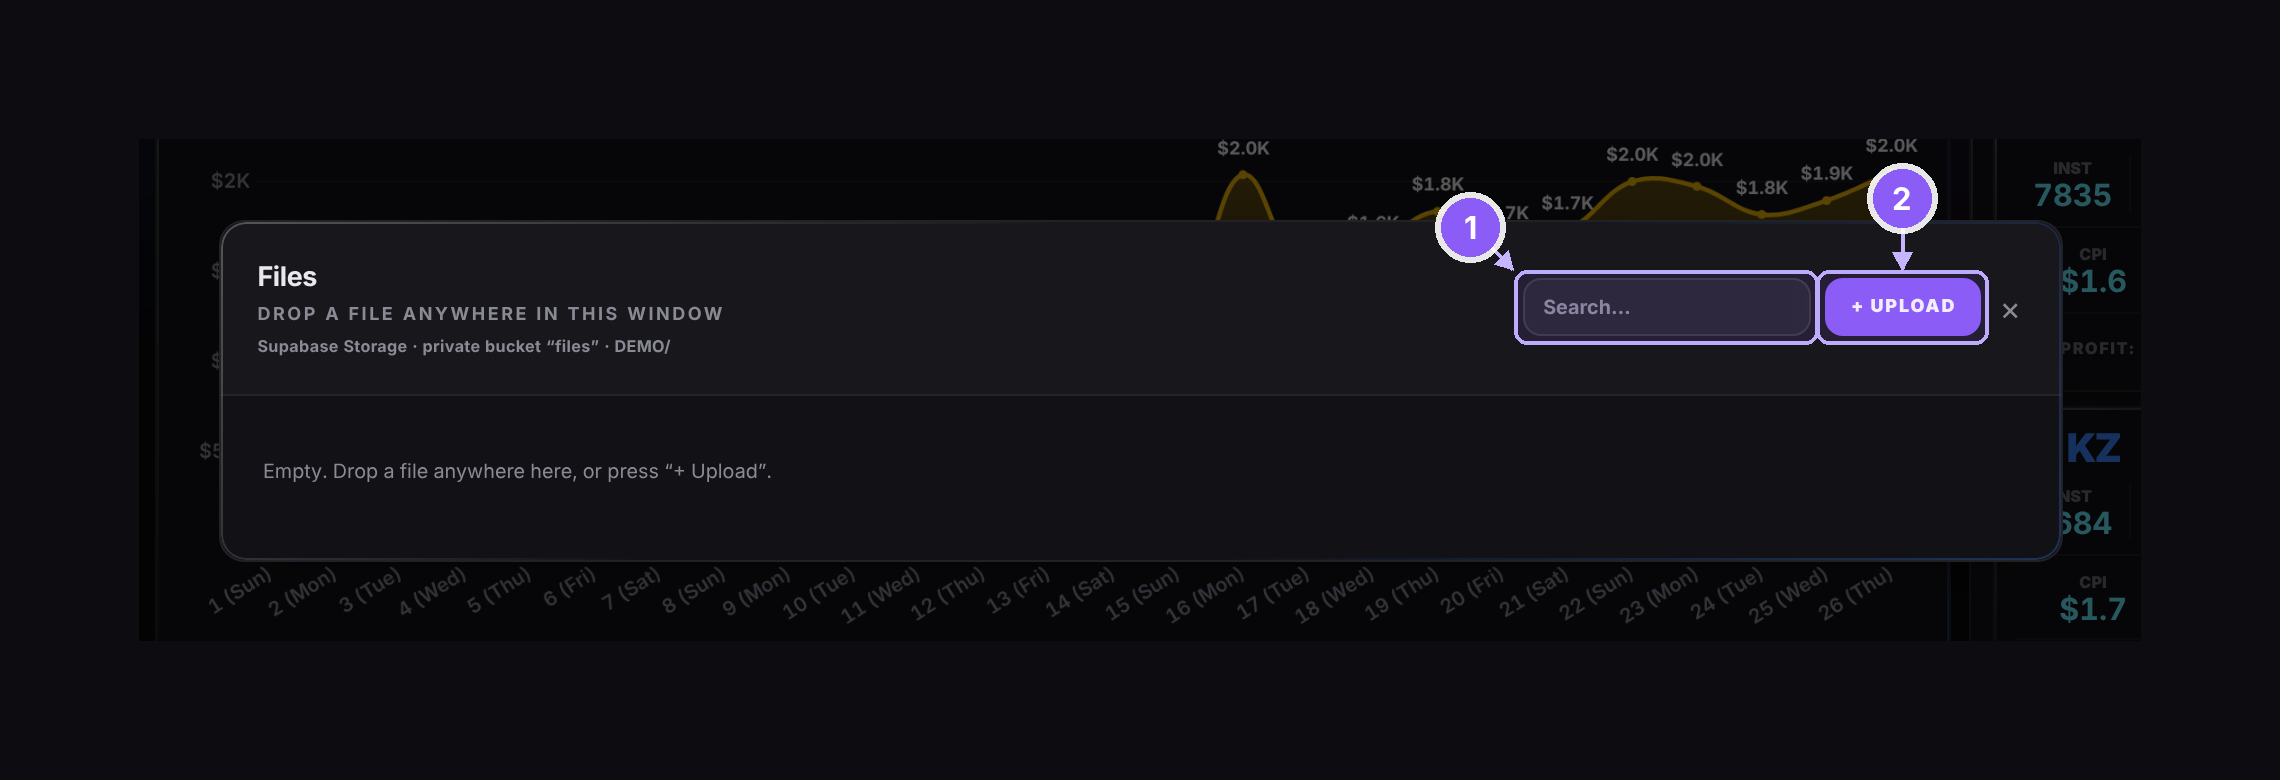 $2.0K
$2K
$1.8K
7K
$1.7K
$2.0K
$2.0K
$1.8K
$1.9K
$2.0K
INST
7835
CPI
$1.6
PROFIT:
1
2
Files
DROP A FILE ANYWHERE IN THIS WINDOW
Supabase Storage · private bucket “files” · DEMO/
Search...
+ UPLOAD
×
Empty. Drop a file anywhere here, or press “+ Upload”.
KZ
NST
684
CPI
$1.7
1 (Sun)
2 (Mon)
3 (Tue)
4 (Wed)
5 (Thu)
6 (Fri)
7 (Sat)
8 (Sun)
9 (Mon)
10 (Tue)
11 (Wed)
12 (Thu)
13 (Fri)
14 (Sat)
15 (Sun)
16 (Mon)
17 (Tue)
18 (Wed)
19 (Thu)
20 (Fri)
21 (Sat)
22 (Sun)
23 (Mon)
24 (Tue)
25 (Wed)
26 (Thu)